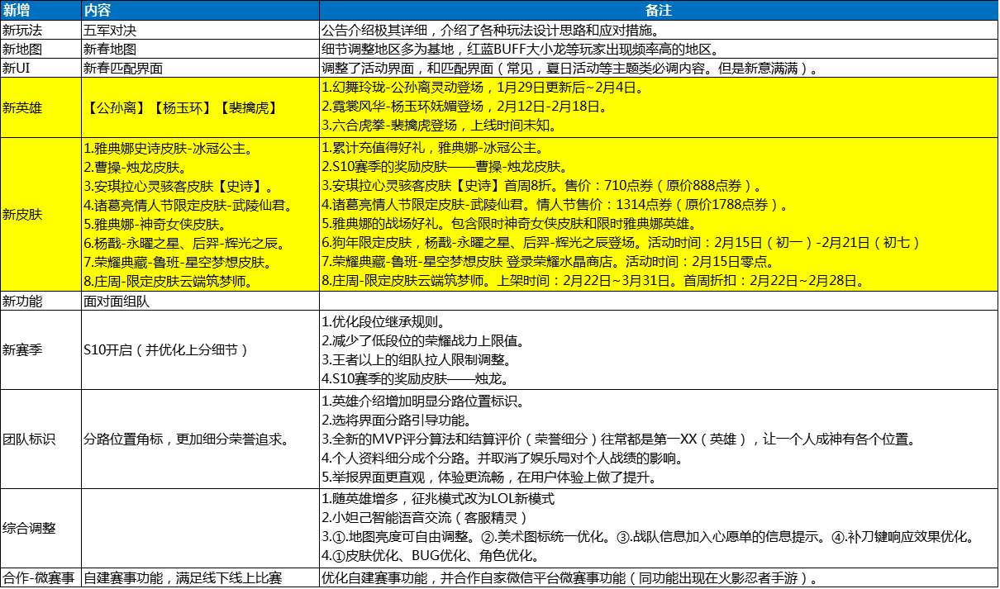 新增 内容 备注
新玩法 五军对决 公告介绍极其详细，介绍了各种玩法设计思路和应对措施。
新地图 新春地图 细节调整地区多为基地，红蓝BUFF大小龙等玩家出现频率高的地区。
新UI 新春匹配界面 调整了活动界面，和匹配界面（常见，夏日活动等主题类必调内容。但是新意满满）。
新英雄
【公孙离】【杨玉环】【裴擒虎】
1.幻舞玲珑-公孙离灵动登场，1月29日更新后~2月4日。
2.霓裳风华-杨玉环妩媚登场，2月12日-2月18日。
3.六合虎拳-裴擒虎登场，上线时间未知。
新皮肤
1.雅典娜史诗皮肤-冰冠公主。
2.曹操-烛龙皮肤。
3.安琪拉心灵骇客皮肤【史诗】。
4.诸葛亮情人节限定皮肤-武陵仙君。
5.雅典娜-神奇女侠皮肤。
6.杨戬-永曜之星、后羿-辉光之辰。
7.荣耀典藏-鲁班-星空梦想皮肤。
8.庄周-限定皮肤云端筑梦师。
1.累计充值得好礼，雅典娜-冰冠公主。
2.S10赛季的奖励皮肤——曹操-烛龙皮肤。
3.安琪拉心灵骇客皮肤【史诗】首周8折。售价：710点券（原价888点券）。
4.诸葛亮情人节限定皮肤-武陵仙君。情人节售价：1314点券（原价1788点券）。
5.雅典娜的战场好礼。包含限时神奇女侠皮肤和限时雅典娜英雄。
6.狗年限定皮肤，杨戬-永曜之星、后羿-辉光之辰登场。活动时间：2月15日（初一）-2月21日（初七）
7.荣耀典藏-鲁班-星空梦想皮肤 登录荣耀水晶商店。活动时间：2月15日零点。
8.庄周-限定皮肤云端筑梦师。上架时间：2月22日~3月31日。首周折扣：2月22日~2月28日。
新功能 面对面组队
新赛季
S10开启（并优化上分细节）
1.优化段位继承规则。
2.减少了低段位的荣耀战力上限值。
3.王者以上的组队拉人限制调整。
4.S10赛季的奖励皮肤——烛龙。
团队标识
分路位置角标，更加细分荣誉追求。
1.英雄介绍增加明显分路位置标识。
2.选将界面分路引导功能。
3.全新的MVP评分算法和结算评价（荣誉细分）往常都是第一XX（英雄），让一个人成神有各个位置。
4.个人资料细分成个分路。并取消了娱乐局对个人战绩的影响。
5.举报界面更直观，体验更流畅，在用户体验上做了提升。
综合调整
1.随英雄增多，征兆模式改为LOL新模式
2.小妲己智能语音交流（客服精灵）
3.①.地图亮度可自由调整。②.美术图标统一优化。③.战队信息加入心愿单的信息提示。④.补刀键响应效果优化。
4.①皮肤优化、BUG优化、角色优化。
合作-微赛事 自建赛事功能，满足线下线上比赛 优化自建赛事功能，并合作自家微信平台微赛事功能（同功能出现在火影忍者手游）。